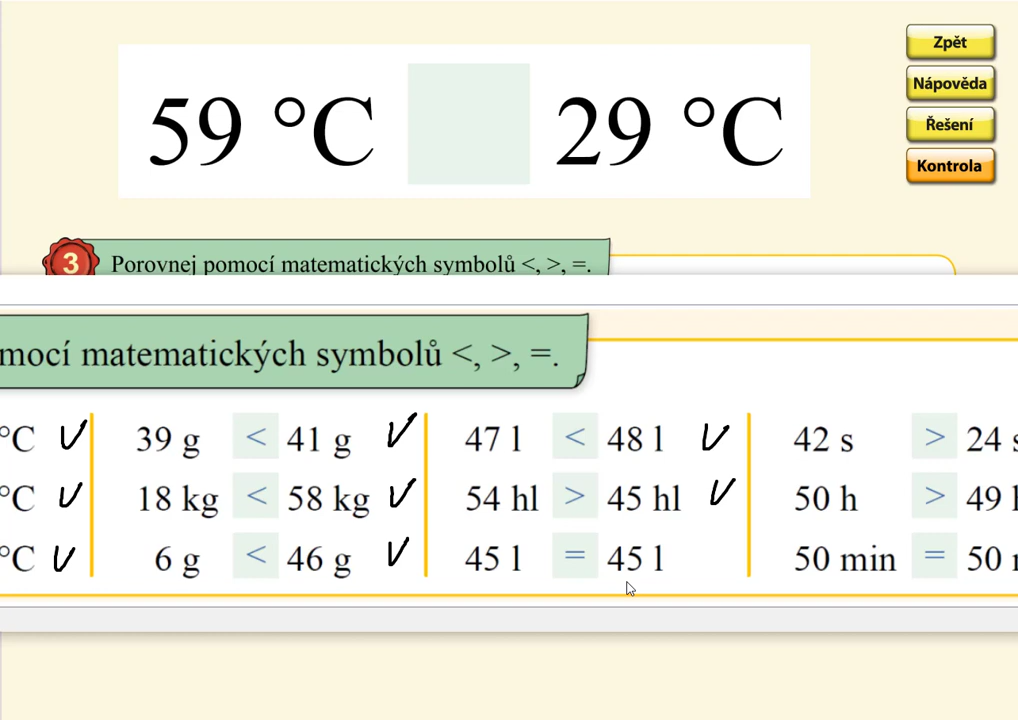 59 °C 29 °C
Zpět
Nápověda
Řešení
Kontrola
3 Porovnej pomocí matematických symbolů <, >, =.
mocí matematických symbolů <, >, =.
°C 39 g < 41 g 47 l < 48 l 42 s > 24 s
°C 18 kg < 58 kg 54 hl > 45 hl 50 h > 49 h
°C 6 g < 46 g 45 l = 45 l 50 min = 50